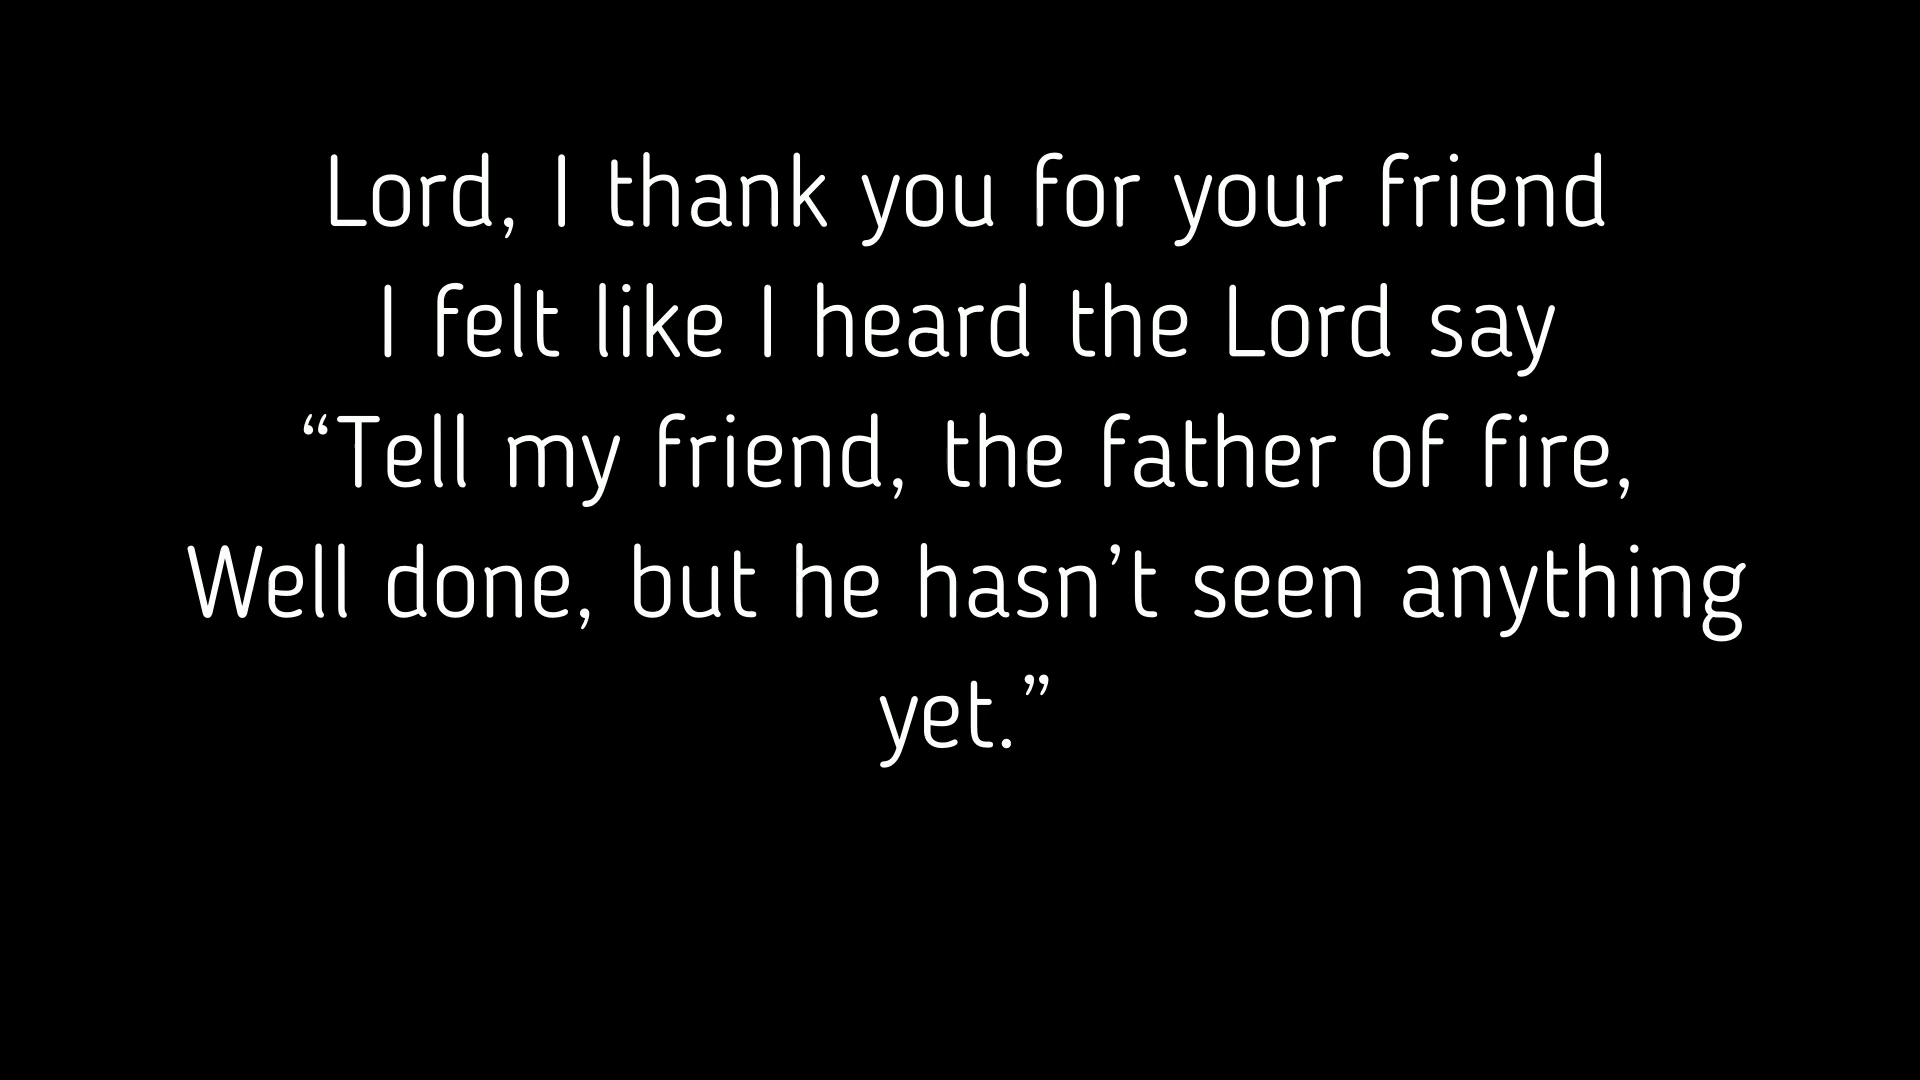 Lord, I thank you for your friend
I felt like I heard the Lord say
“Tell my friend, the father of fire,
Well done, but he hasn’t seen anything
yet.”